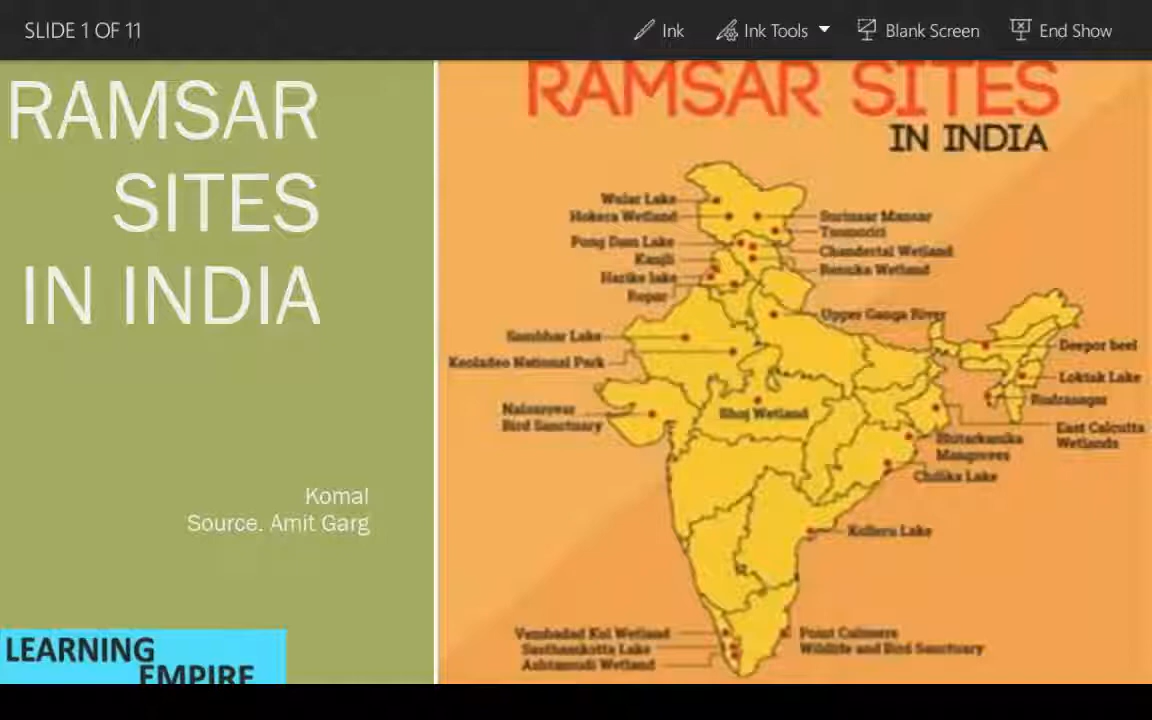 SLIDE 1 OF 11
Ink
Ink Tools
Blank Screen
End Show
RAMSAR
SITES
IN INDIA
Komal
Source. Amit Garg
LEARNING
EMPIRE
RAMSAR SITES
IN INDIA
Wular Lake
Hokera Wetland
Pong Dam Lake
Kanjli
Harike lake
Ropar
Sambhar Lake
Keoladeo National Park
Nalsarovar
Bird Sanctuary
Surinsar Mansar
Tsomoriri
Chandertal Wetland
Renuka Wetland
Upper Ganga River
Deepor beel
Loktak Lake
Rudrasagar
East Calcutta
Wetlands
Bhoj Wetland
Bhitarkanika
Mangroves
Chilika Lake
Kolleru Lake
Vembadad Kol Wetland
Sasthamkotta Lake
Ashtamudi Wetland
Point Calimere
Wildlife and Bird Sanctuary